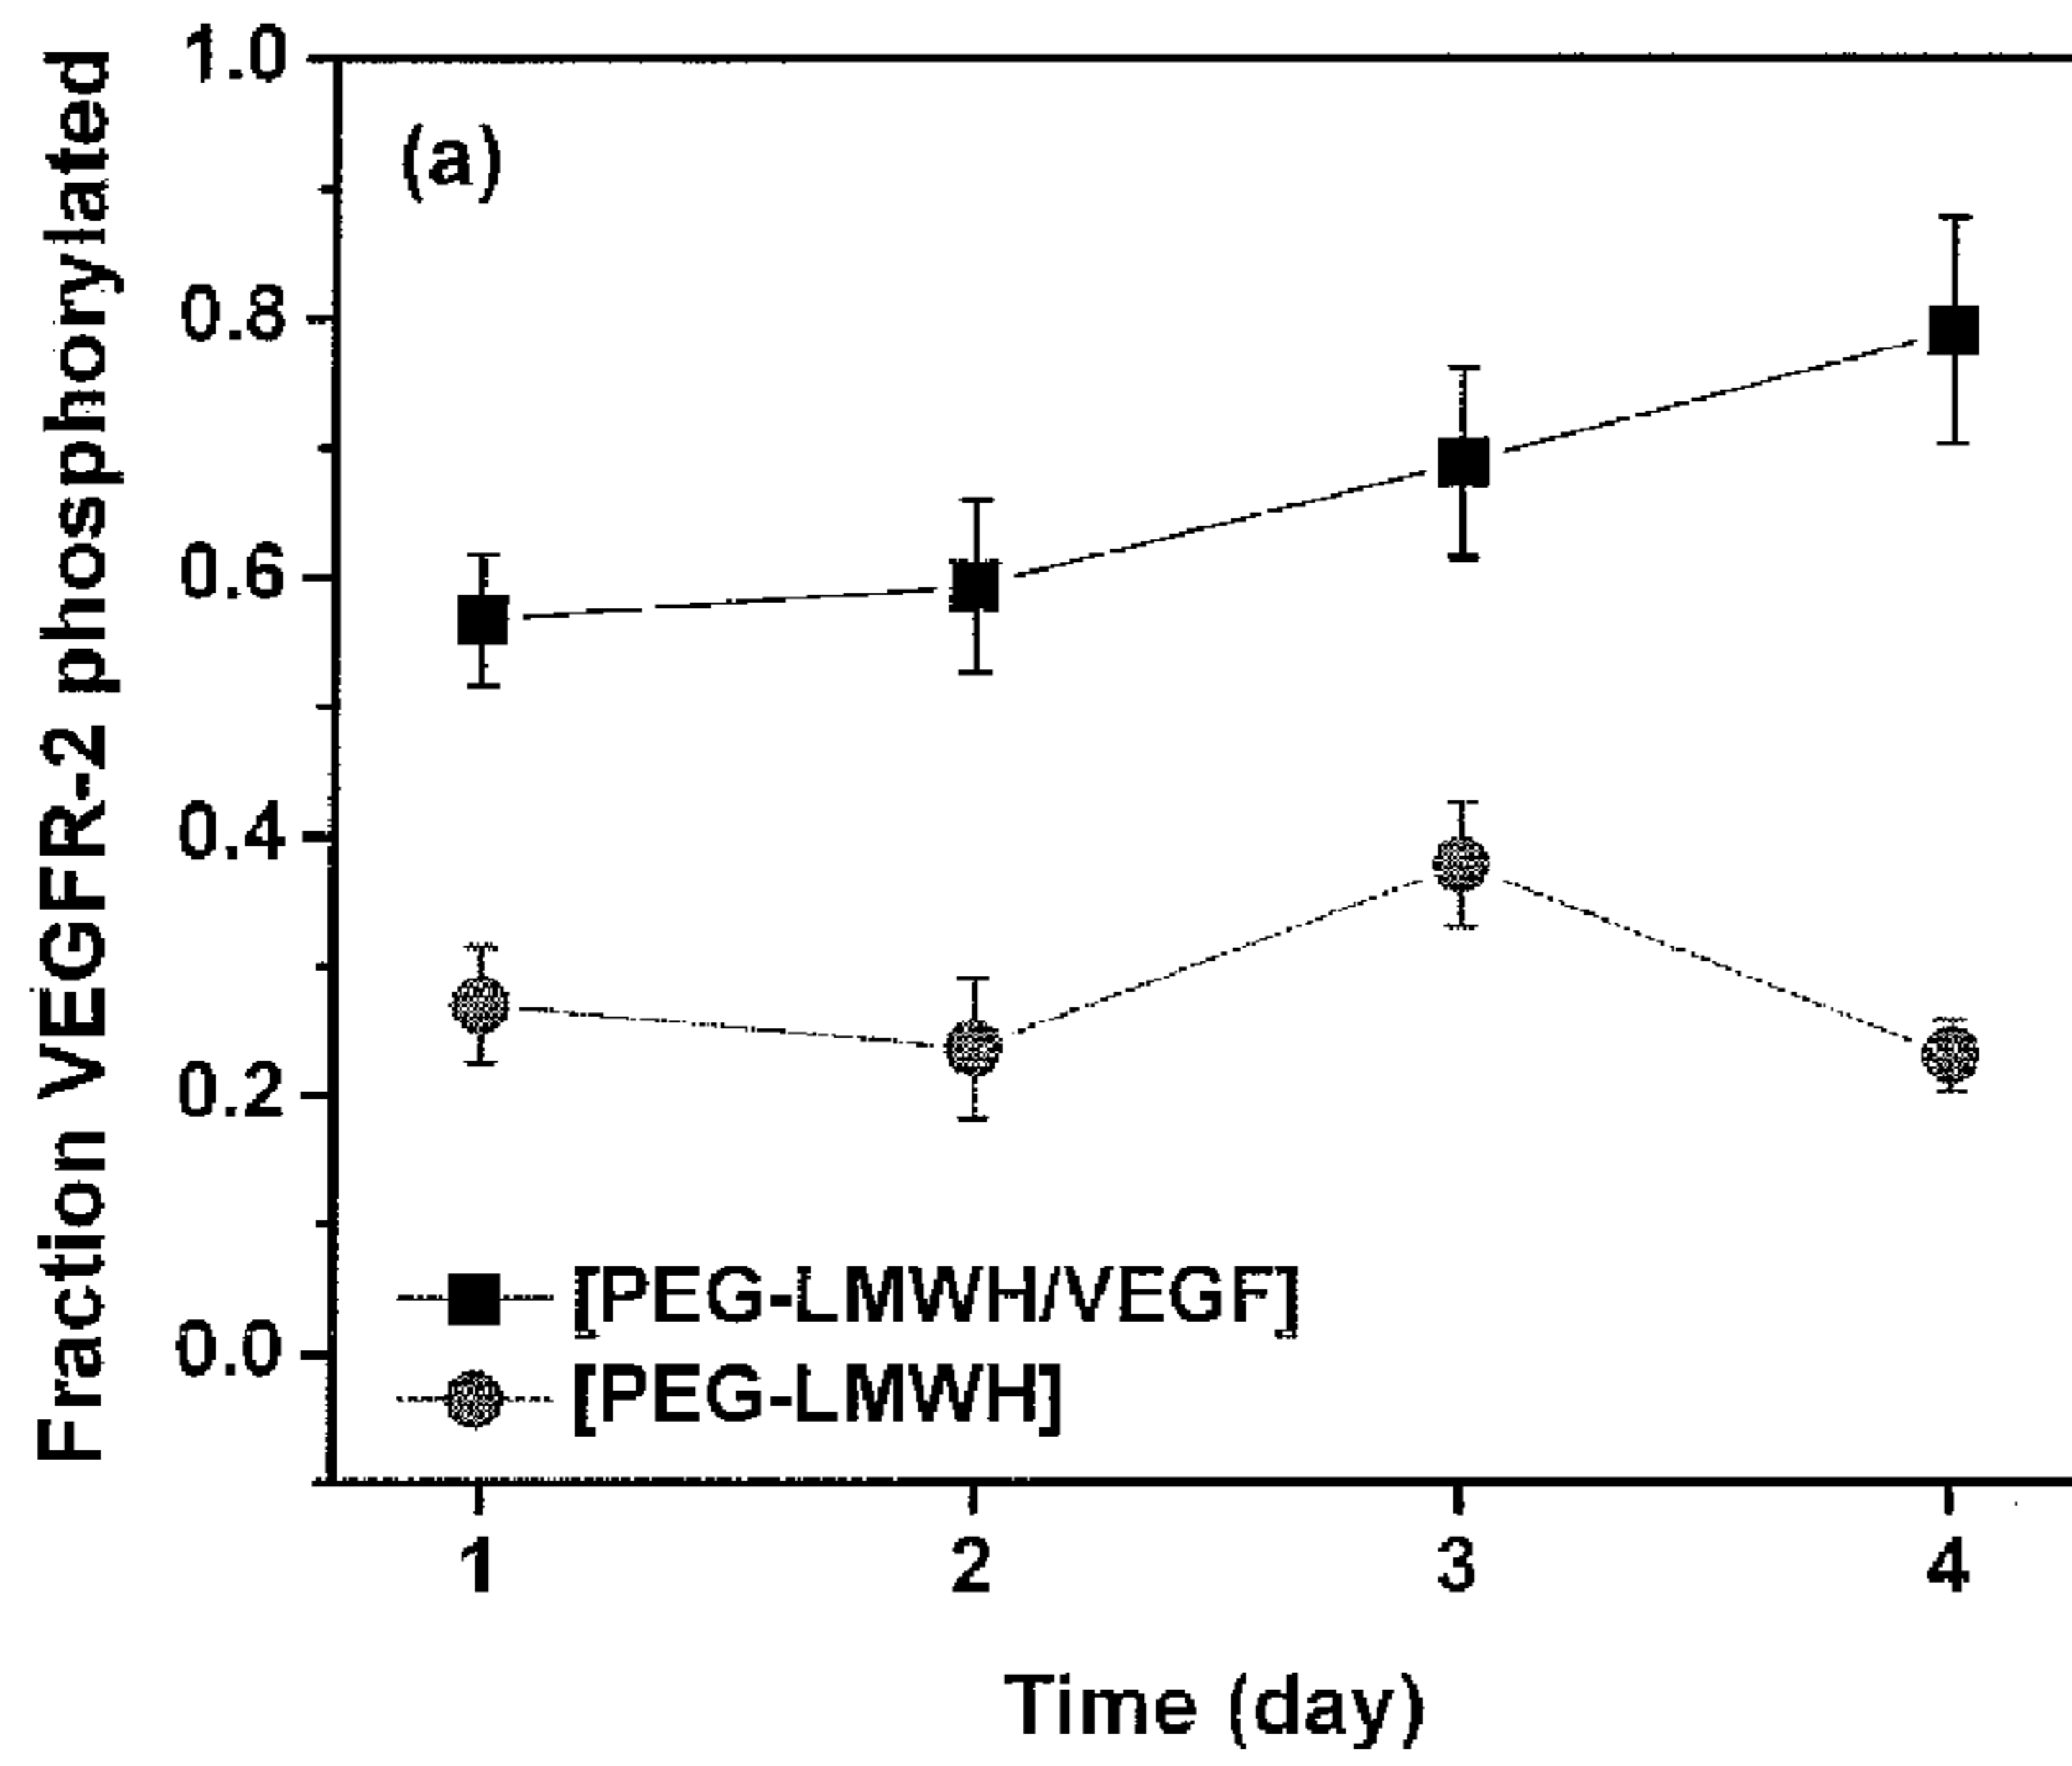 Fraction VEGFR-2 phosphorylated
1.0
(a)
0.8
0.6
0.4
0.2
0.0
[PEG-LMWH/VEGF]
[PEG-LMWH]
1 2 3 4
Time (day)